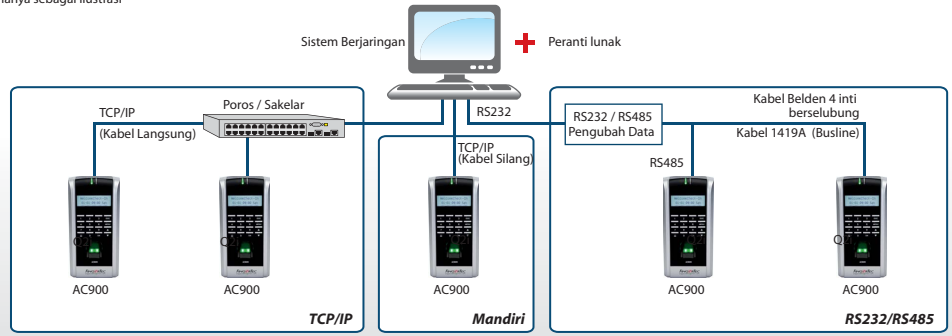 hanya sebagai ilustrasi
Sistem Berjaringan
Peranti lunak
TCP/IP
(Kabel Langsung)
Poros / Sakelar
AC900
AC900
TCP/IP
TCP/IP
(Kabel Silang)
AC900
Mandiri
RS232
RS232 / RS485
Pengubah Data
Kabel Belden 4 inti
berselubung
Kabel 1419A (Busline)
RS485
AC900
AC900
RS232/RS485